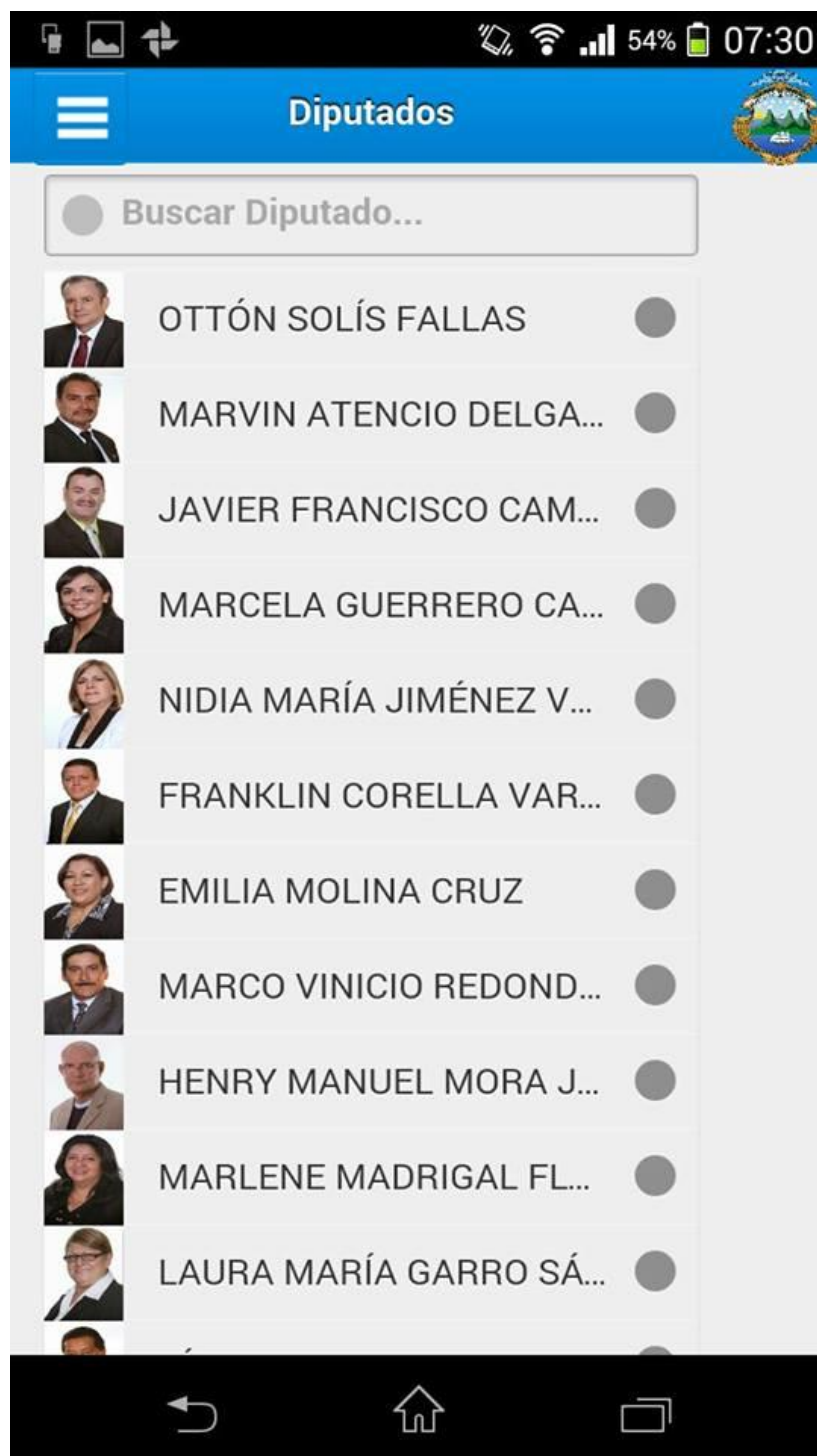 54% 07:30
Diputados
Buscar Diputado...
OTTÓN SOLÍS FALLAS
MARVIN ATENCIO DELGA...
JAVIER FRANCISCO CAM...
MARCELA GUERRERO CA...
NIDIA MARÍA JIMÉNEZ V...
FRANKLIN CORELLA VAR...
EMILIA MOLINA CRUZ
MARCO VINICIO REDOND...
HENRY MANUEL MORA J...
MARLENE MADRIGAL FL...
LAURA MARÍA GARRO SÁ...